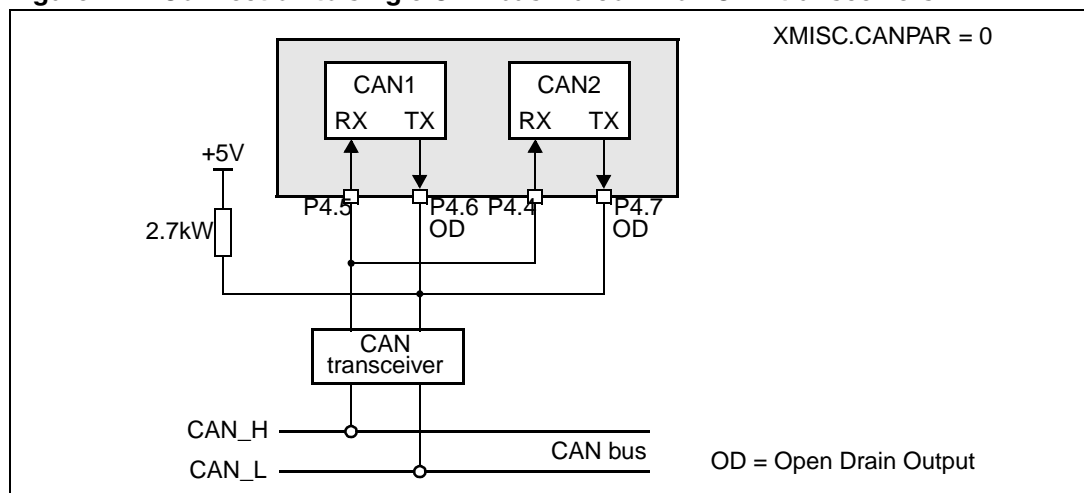 XMISC.CANPAR = 0
CAN1
CAN2
RX TX
RX TX
+5V
P4.5
P4.6
P4.4
P4.7
OD
OD
2.7kW
CAN
transceiver
CAN_H
CAN bus
CAN_L
OD = Open Drain Output